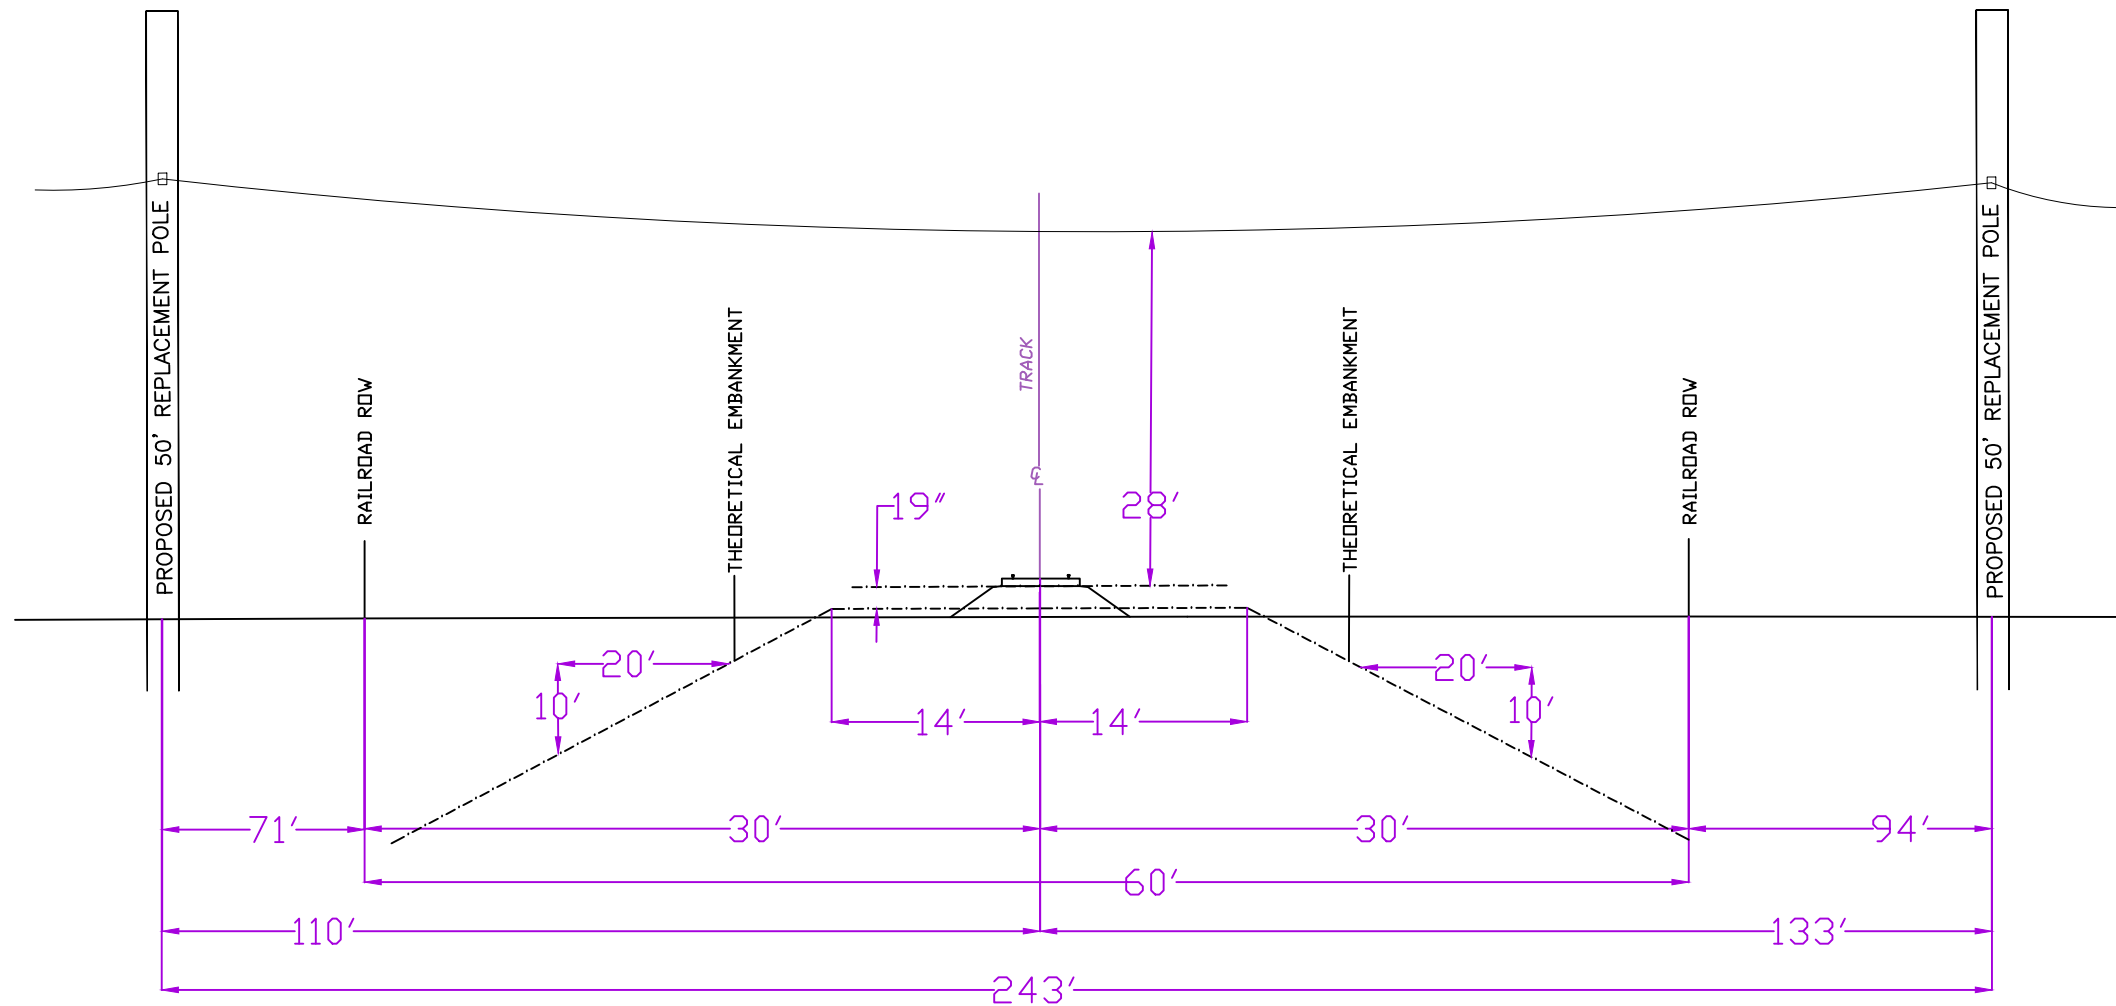 PROPOSED 50' REPLACEMENT POLE
RAILROAD ROW
THEORETICAL EMBANKMENT
TRACK
℄
THEORETICAL EMBANKMENT
RAILROAD ROW
PROPOSED 50' REPLACEMENT POLE
19"
28'
20'
10'
20'
10'
14'
14'
71'
30'
30'
94'
60'
110'
133'
243'